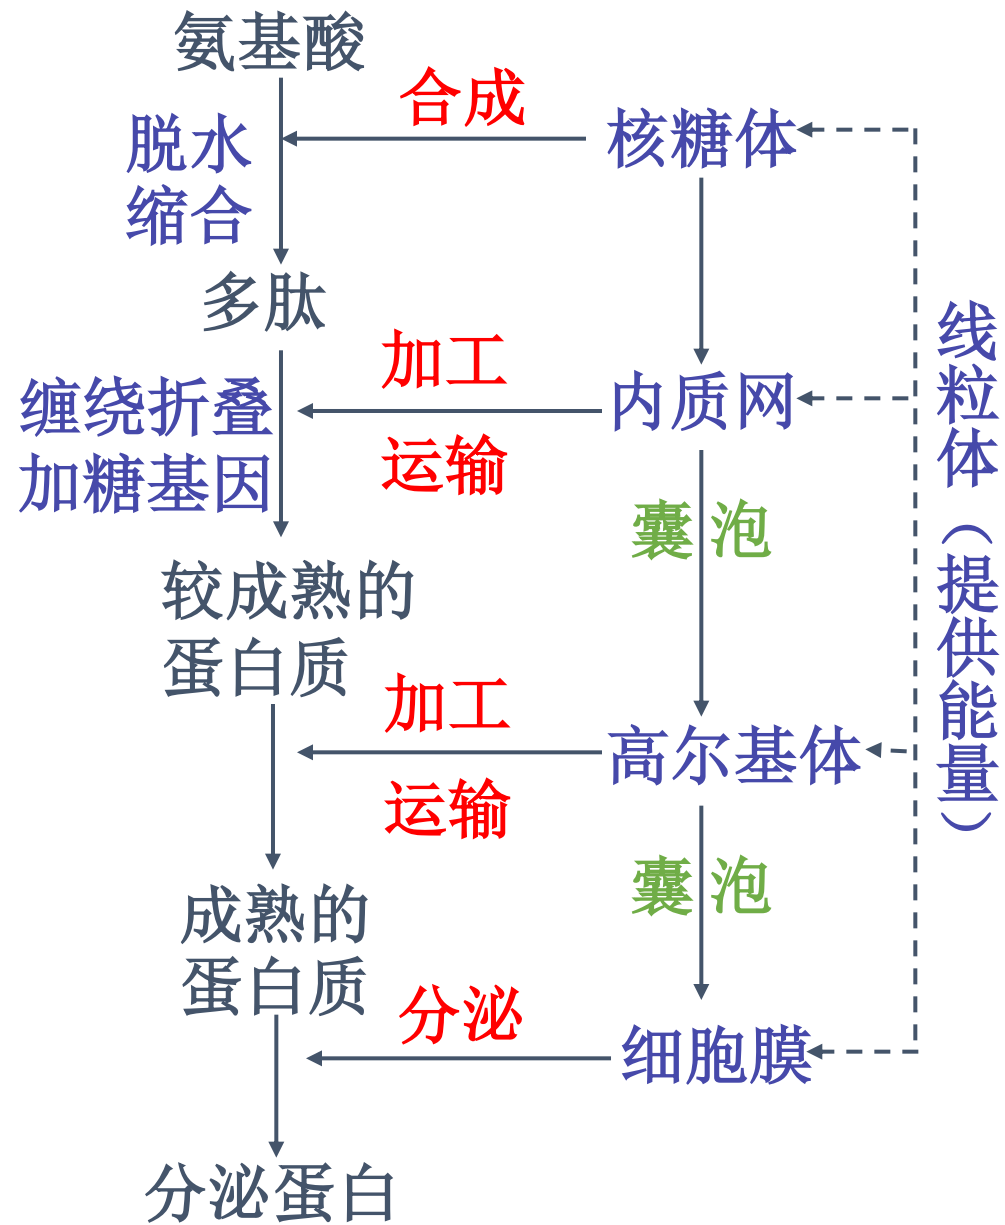 氨基酸
合成
核糖体
脱水
缩合
多肽
加工
内质网
缠绕折叠
运输
加糖基因
囊泡
较成熟的
蛋白质
加工
高尔基体
运输
囊泡
成熟的
蛋白质
分泌
细胞膜
分泌蛋白
线粒体（提供能量）